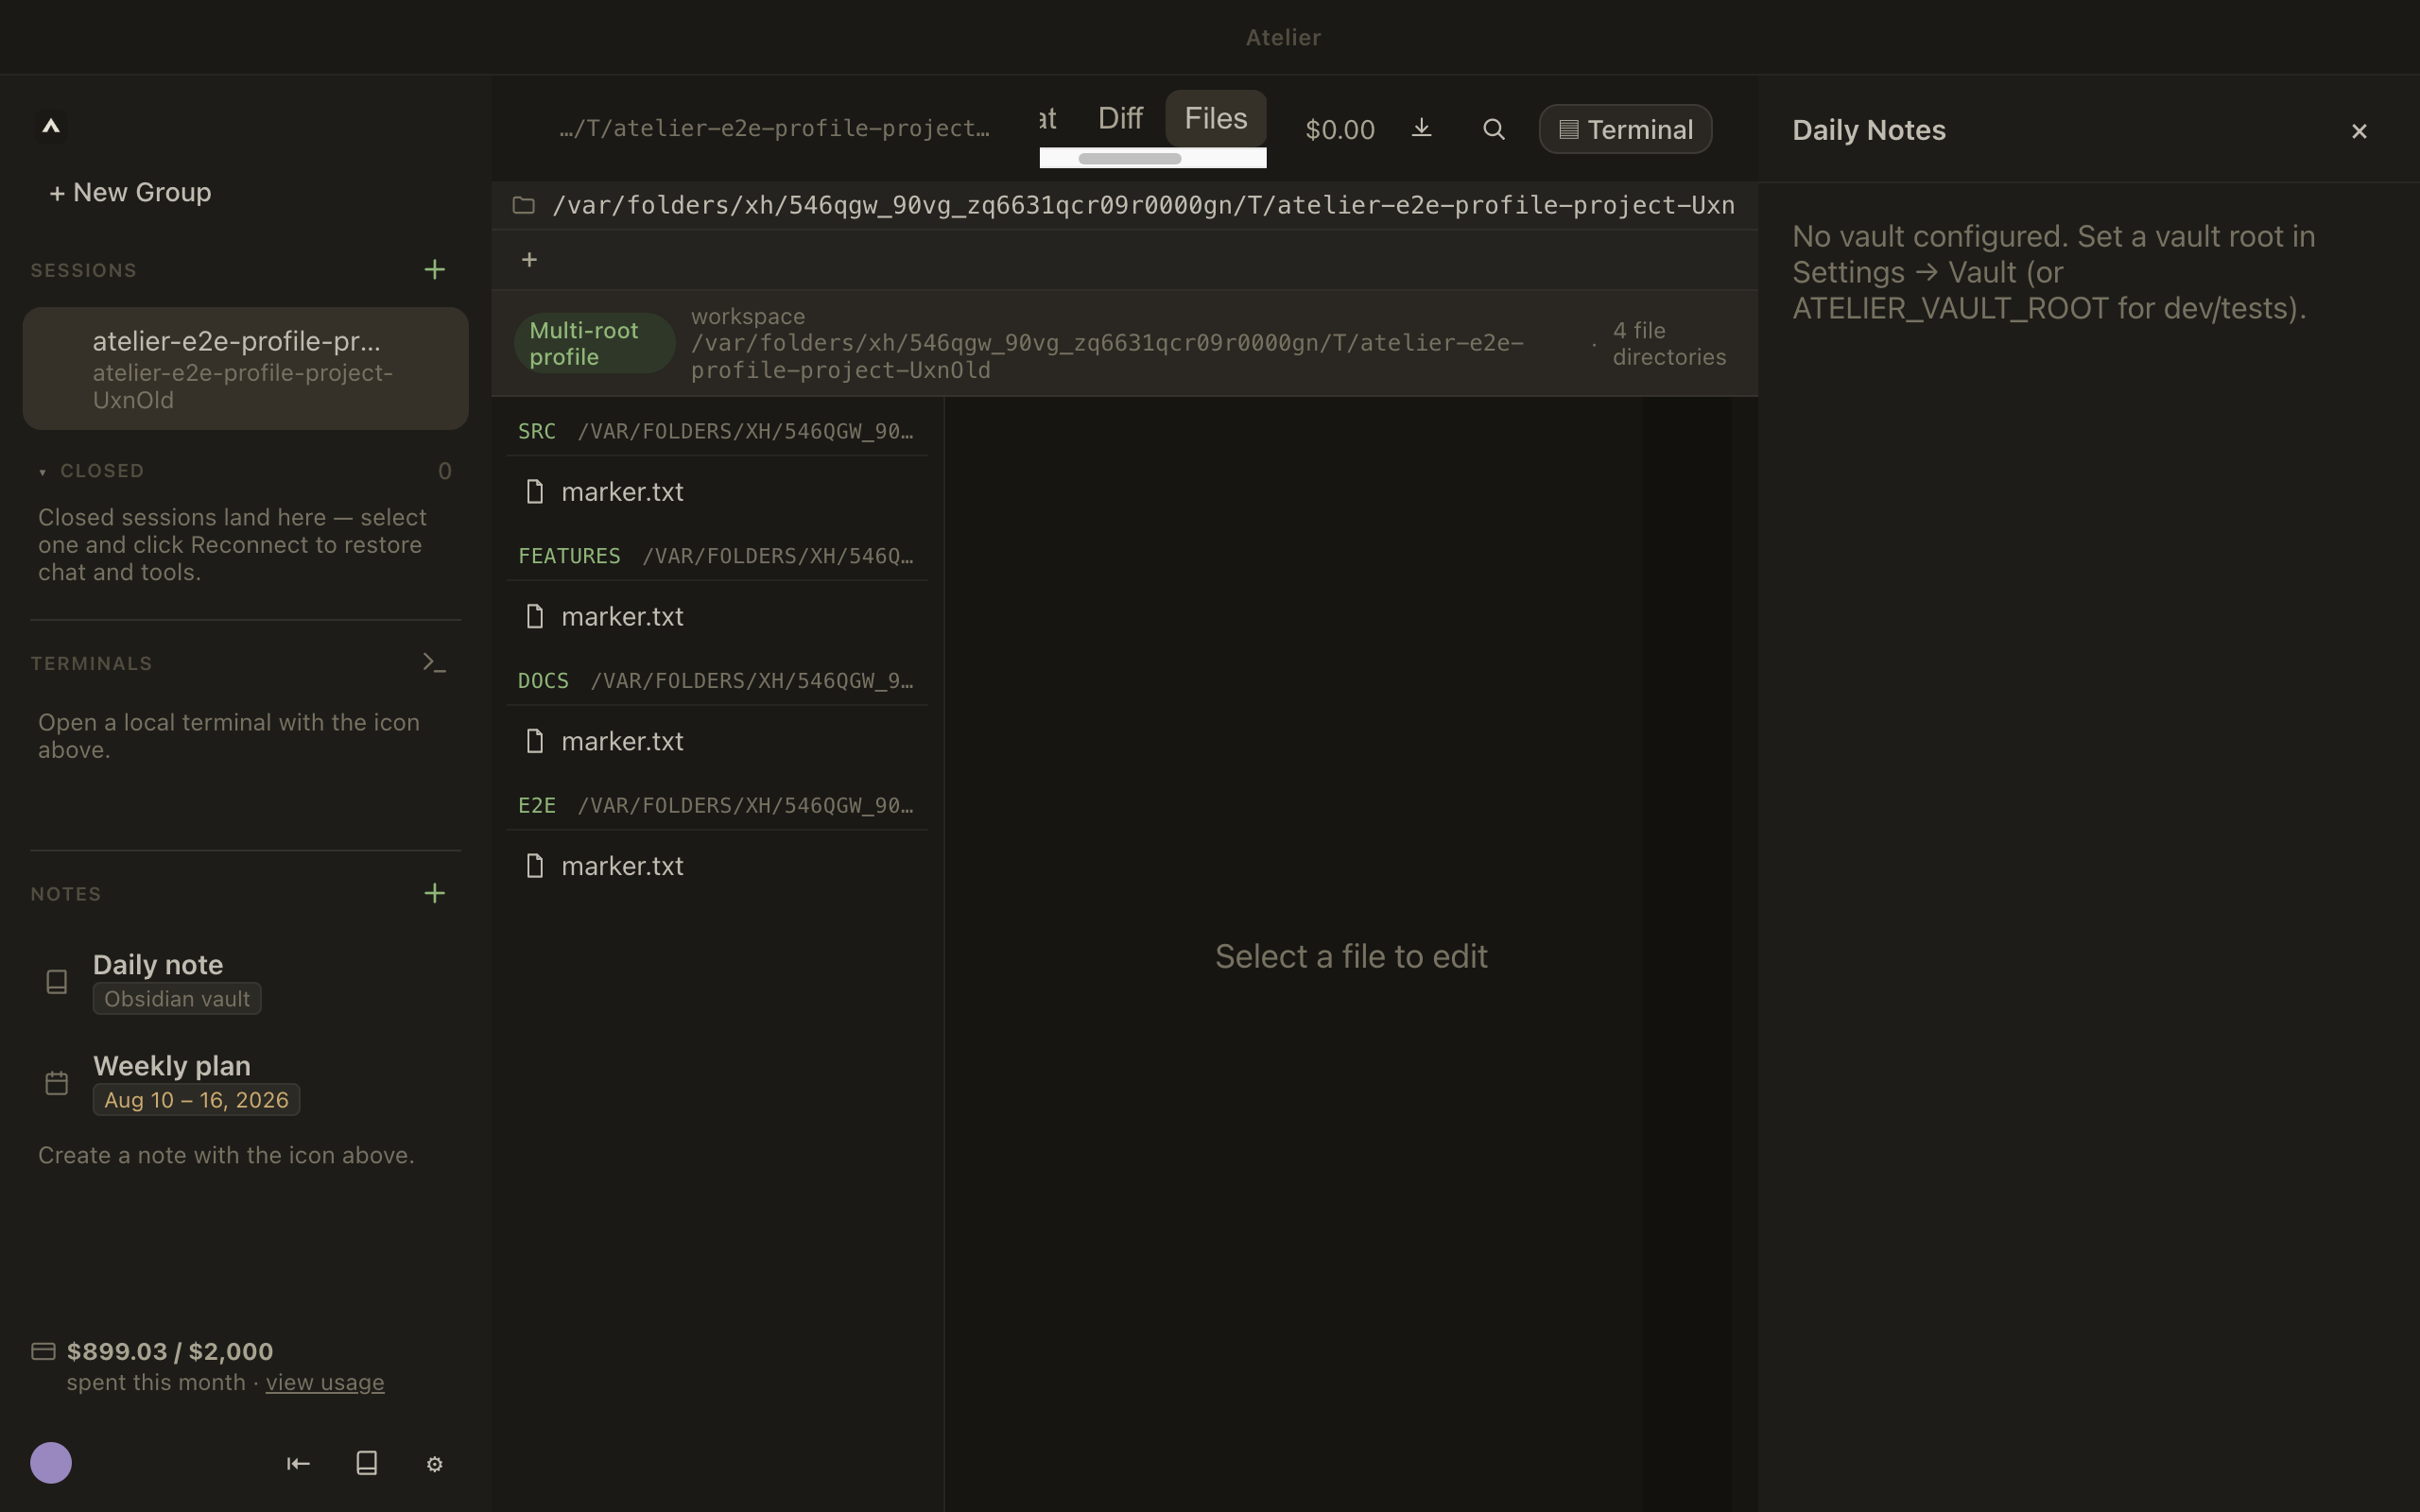 Atelier
+ New Group
SESSIONS
atelier-e2e-profile-pr...
atelier-e2e-profile-project-
UxnOld
CLOSED 0
Closed sessions land here — select
one and click Reconnect to restore
chat and tools.
TERMINALS
Open a local terminal with the icon
above.
NOTES
Daily note
Obsidian vault
Weekly plan
Aug 10 – 16, 2026
Create a note with the icon above.
$899.03 / $2,000
spent this month · view usage
…/T/atelier-e2e-profile-project…
at Diff Files $0.00 Terminal
/var/folders/xh/546qgw_90vg_zq6631qcr09r0000gn/T/atelier-e2e-profile-project-Uxn
+
Multi-root
profile
workspace
/var/folders/xh/546qgw_90vg_zq6631qcr09r0000gn/T/atelier-e2e-
profile-project-UxnOld
· 4 file
directories
SRC /VAR/FOLDERS/XH/546QGW_90…
marker.txt
FEATURES /VAR/FOLDERS/XH/546Q…
marker.txt
DOCS /VAR/FOLDERS/XH/546QGW_9…
marker.txt
E2E /VAR/FOLDERS/XH/546QGW_90…
marker.txt
Select a file to edit
Daily Notes
No vault configured. Set a vault root in
Settings → Vault (or
ATELIER_VAULT_ROOT for dev/tests).